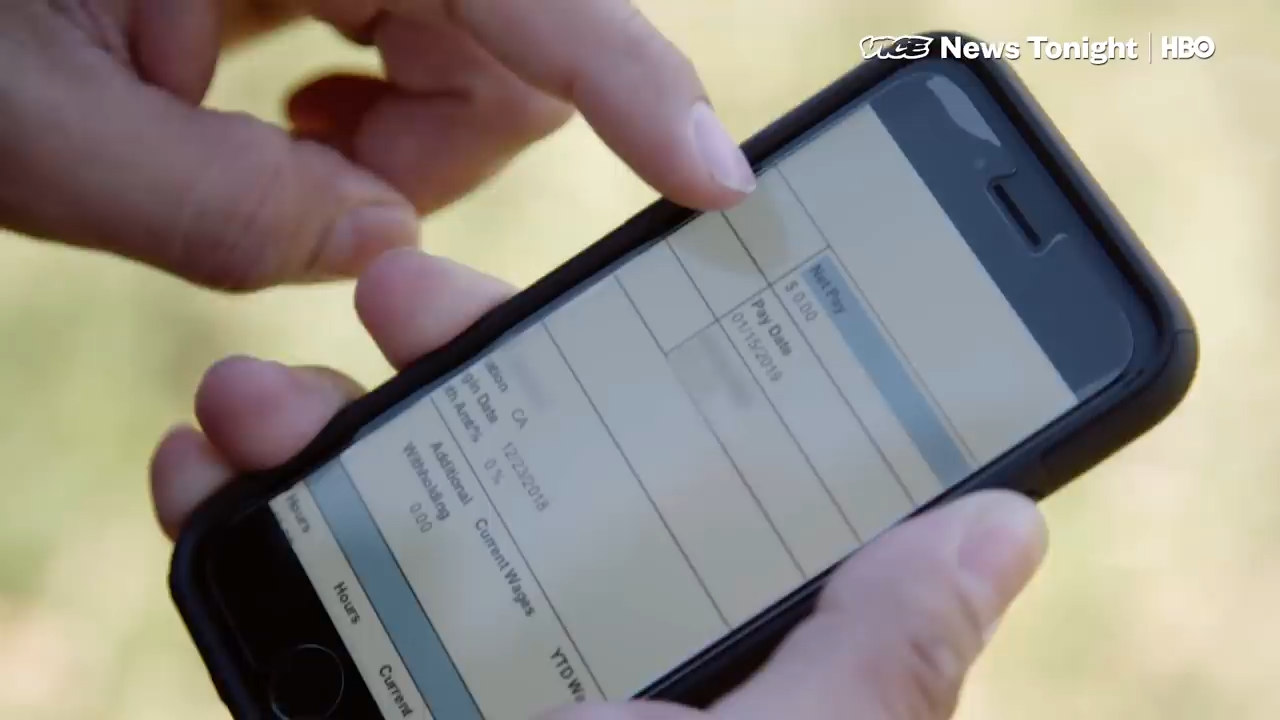 VICE News Tonight | HBO
Net Pay
$ 0.00
Pay Date
01/15/2019
CA
12/23/2018
0 %
Additional
Withholding
0.00
Current Wages
YTD
Hours
Hours
Current